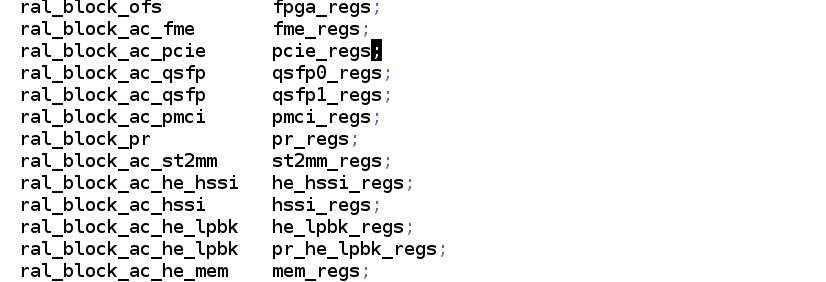 ral_block_ofs fpga_regs;
ral_block_ac_fme fme_regs;
ral_block_ac_pcie pcie_regs;
ral_block_ac_qsfp qsfp0_regs;
ral_block_ac_qsfp qsfp1_regs;
ral_block_ac_pmci pmci_regs;
ral_block_pr pr_regs;
ral_block_ac_st2mm st2mm_regs;
ral_block_ac_he_hssi he_hssi_regs;
ral_block_ac_hssi hssi_regs;
ral_block_ac_he_lpbk he_lpbk_regs;
ral_block_ac_he_lpbk pr_he_lpbk_regs;
ral_block_ac_he_mem mem_regs;